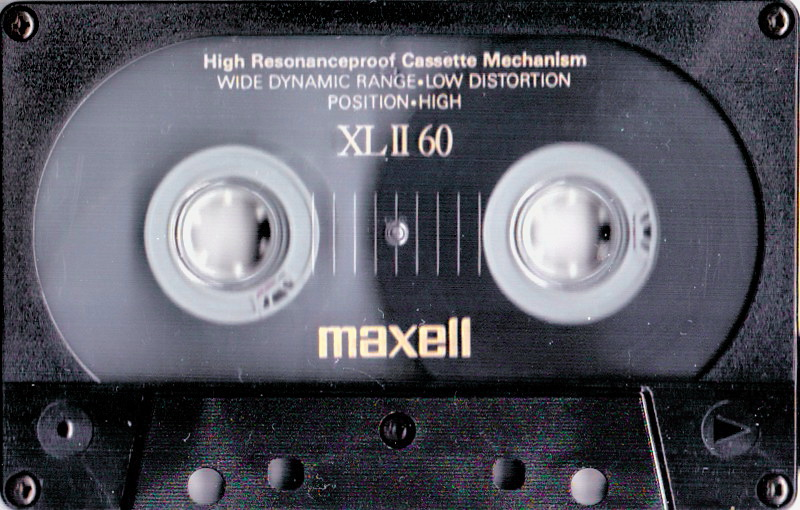 High Resonanceproof Cassette Mechanism
WIDE DYNAMIC RANGE•LOW DISTORTION
POSITION•HIGH
XL II 60
maxell